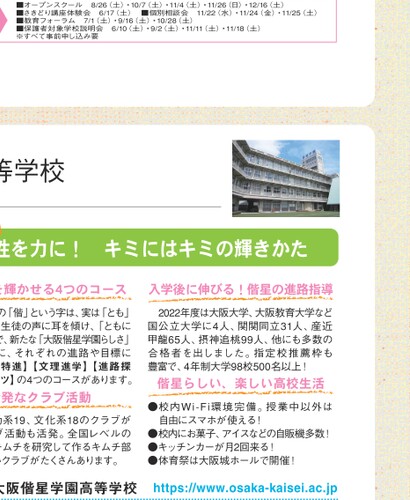 ■オープンスクール　8/26（土）・10/7（土）・11/4（土）・11/26（日）・12/16（土）
■さきどり講座体験会　6/17（土）　■個別相談会　11/22（水）・11/24（金）・11/25（土）
■教育フォーラム　7/1（土）・9/16（土）・10/28（土）
■保護者対象学校説明会　6/10（土）・9/2（土）・11/11（土）・11/18（土）
※すべて事前申し込み要
等学校
性を力に！　キミにはキミの輝きかた
輝かせる4つのコース
の「偕」という字は、実は「とも」
生徒の声に耳を傾け、「ともに
で、新たな「大阪偕星学園らしさ」
に、それぞれの進路や目標に
特進】【文理進学】【進路探
ツ】の4つのコースがあります。
発なクラブ活動
動系19、文化系18のクラブが
ブ活動も活発。全国レベルの
ームチを研究して作るキムチ部
いクラブがたくさんあります。
入学後に伸びる！偕星の進路指導
2022年度は大阪大学、大阪教育大学など
国公立大学に4人、関関同立31人、産近
甲龍65人、摂神追桃99人、他にも多数の
合格者を出しました。指定校推薦枠も
豊富で、4年制大学98校500名以上！
偕星らしい、楽しい高校生活
●校内Wi-Fi環境完備。授業中以外は
自由にスマホが使える！
●校内にお菓子、アイスなどの自販機多数！
●キッチンカーが月2回来る！
●体育祭は大阪城ホールで開催！
大阪偕星学園高等学校
https://www.osaka-kaisei.ac.jp